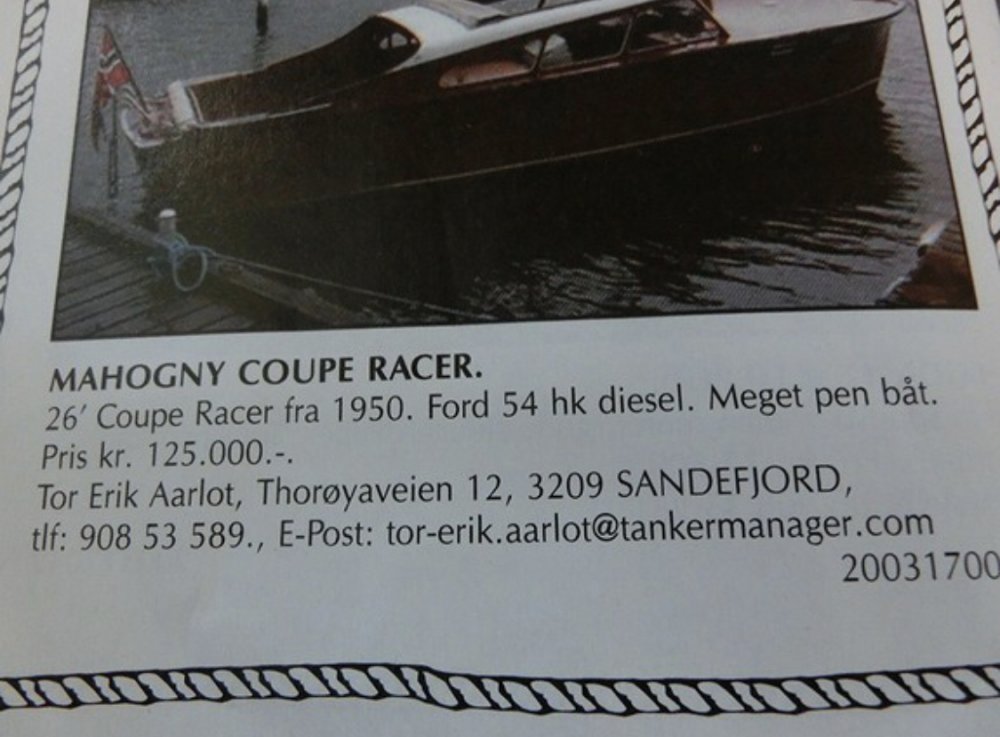 MAHOGNY COUPE RACER.
26' Coupe Racer fra 1950. Ford 54 hk diesel. Meget pen båt.
Pris kr. 125.000.-.
Tor Erik Aarlot, Thorøyaveien 12, 3209 SANDEFJORD,
tlf: 908 53 589., E-Post: tor-erik.aarlot@tankermanager.com
20031700